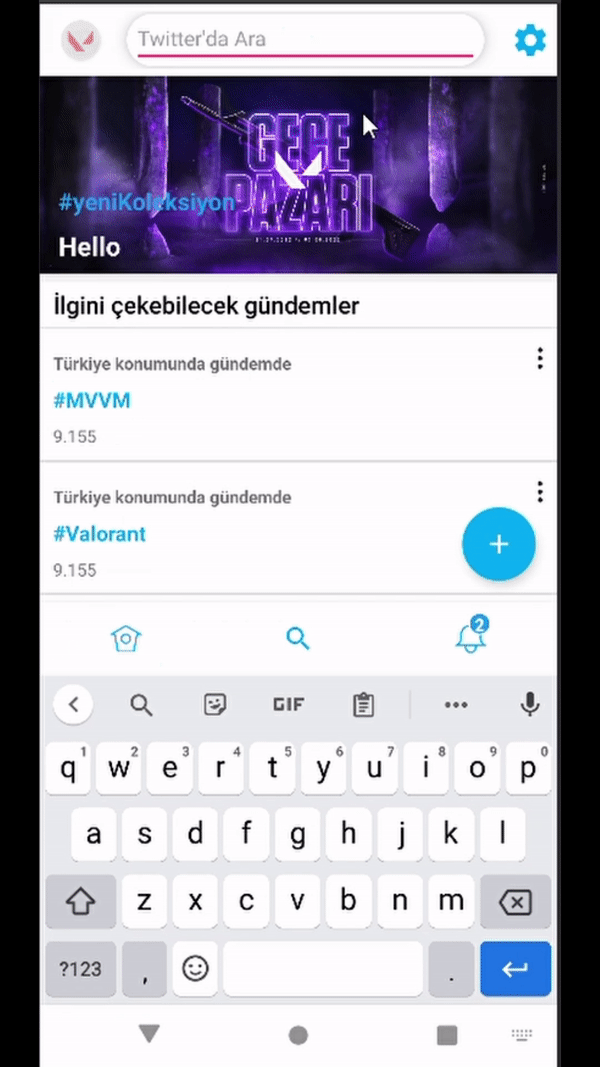 Twitter'da Ara
GECE
PAZARI
#yeniKoleksiyon
Hello
İlgini çekebilecek gündemler
Türkiye konumunda gündemde
#MVVM
9.155
Türkiye konumunda gündemde
#Valorant
9.155
+
2
GIF
q1 w2 e3 r4 t5 y6 u7 i8 o9 p0
a s d f g h j k l
z x c v b n m
?123 , .